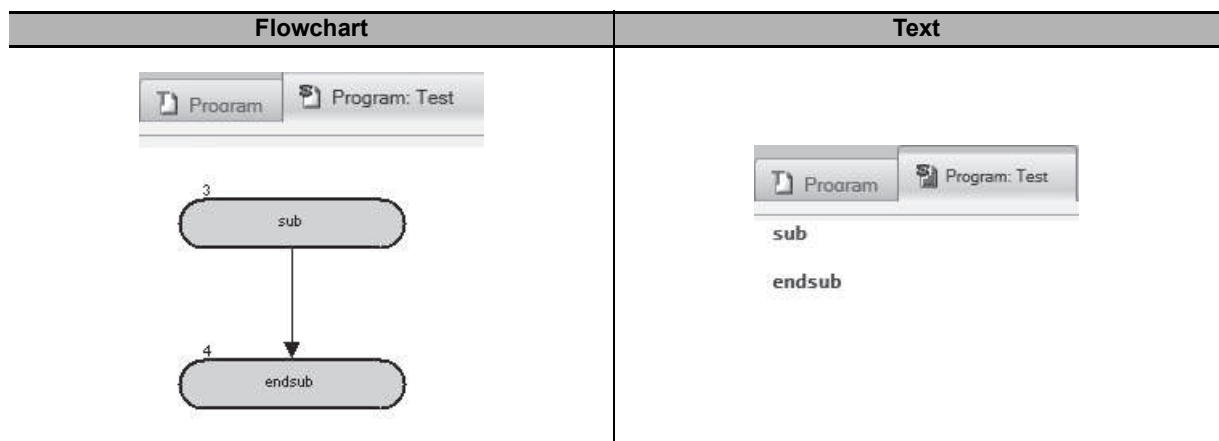 Flowchart
Text
Program
Program: Test
3
sub
4
endsub
Program
Program: Test
sub
endsub